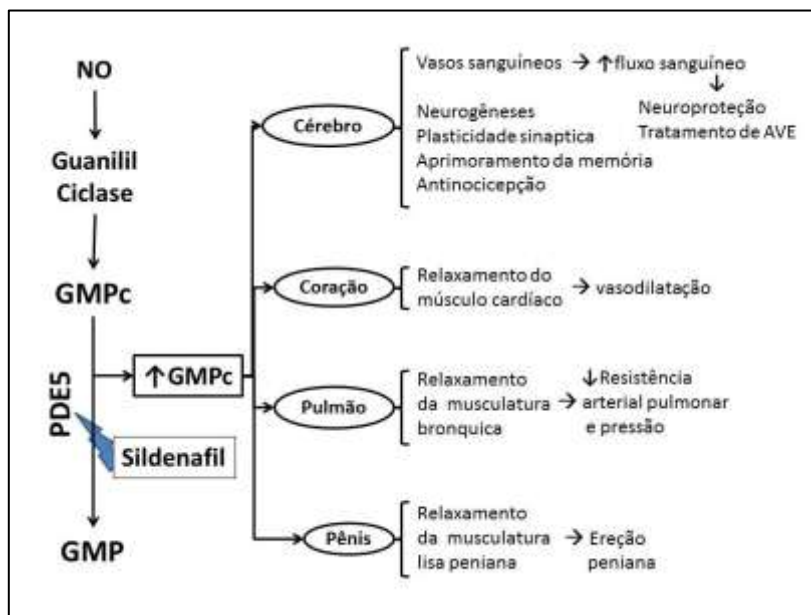 NO
Guanilil
Ciclase
GMPc
PDE5
Sildenafil
GMP
↑GMPc
Cérebro
Vasos sanguíneos → ↑fluxo sanguíneo
↓
Neuroproteção
Tratamento de AVE
Neurogêneses
Plasticidade sinaptica
Aprimoramento da memória
Antinocicepção
Coração
Relaxamento do
músculo cardíaco → vasodilatação
Pulmão
Relaxamento
da musculatura
bronquica
→ ↓Resistência
arterial pulmonar
e pressão
Pênis
Relaxamento
da musculatura
lisa peniana
→ Ereção
peniana